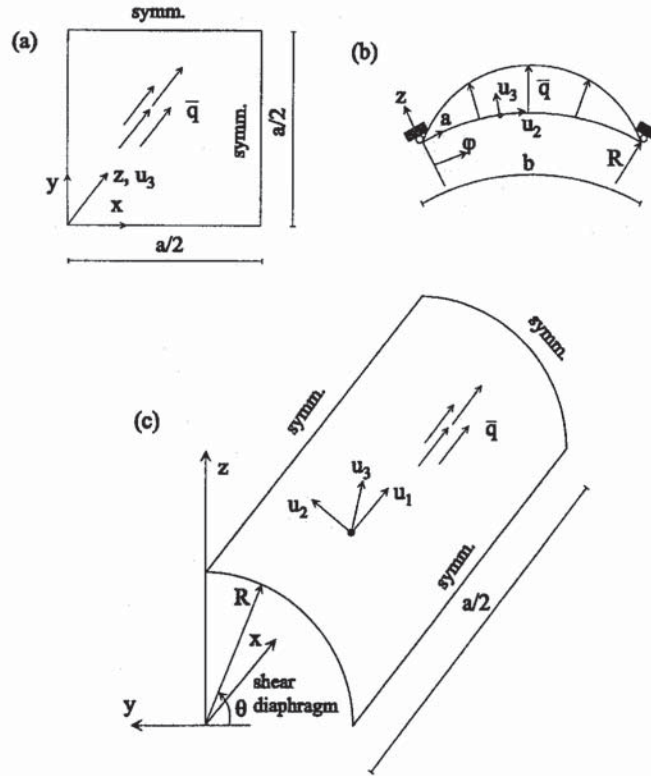 symm.
(a)
q̅
symm.
a/2
y
z, u₃
x
a/2
(b)
z
a
u₃
q̅
u₂
φ
R
b
(c)
symm.
symm.
q̅
z
u₃
u₂
u₁
symm.
R
a/2
x
shear
diaphragm
θ
y